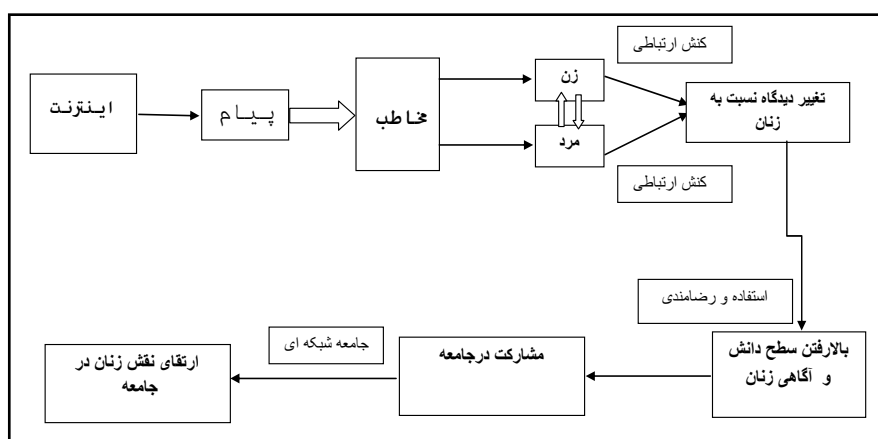 اینترنت
پیام
مخاطب
زن
مرد
کنش ارتباطی
کنش ارتباطی
تغییر دیدگاه نسبت به
زنان
استفاده و رضامندی
بالارفتن سطح دانش
و آگاهی زنان
مشارکت درجامعه
جامعه شبکه ای
ارتقای نقش زنان در
جامعه